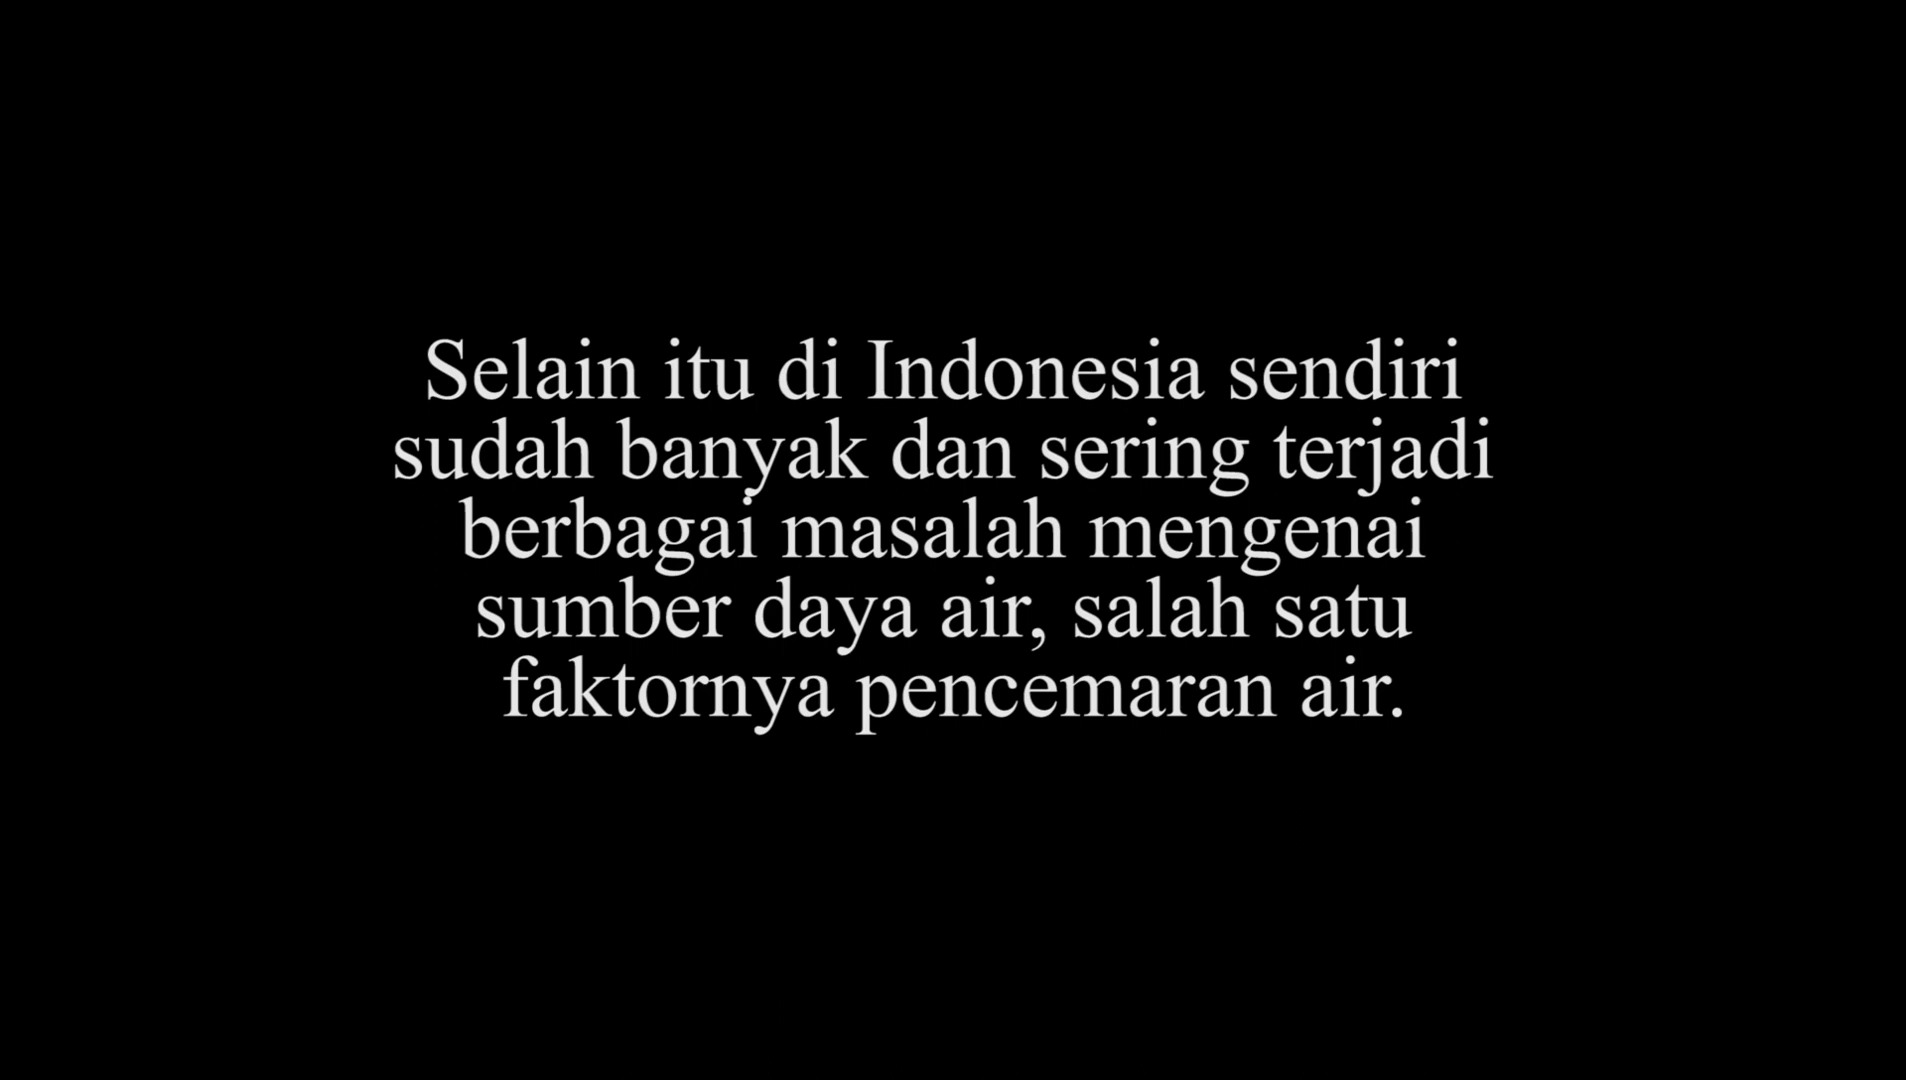 Selain itu di Indonesia sendiri
sudah banyak dan sering terjadi
berbagai masalah mengenai
sumber daya air, salah satu
faktornya pencemaran air.